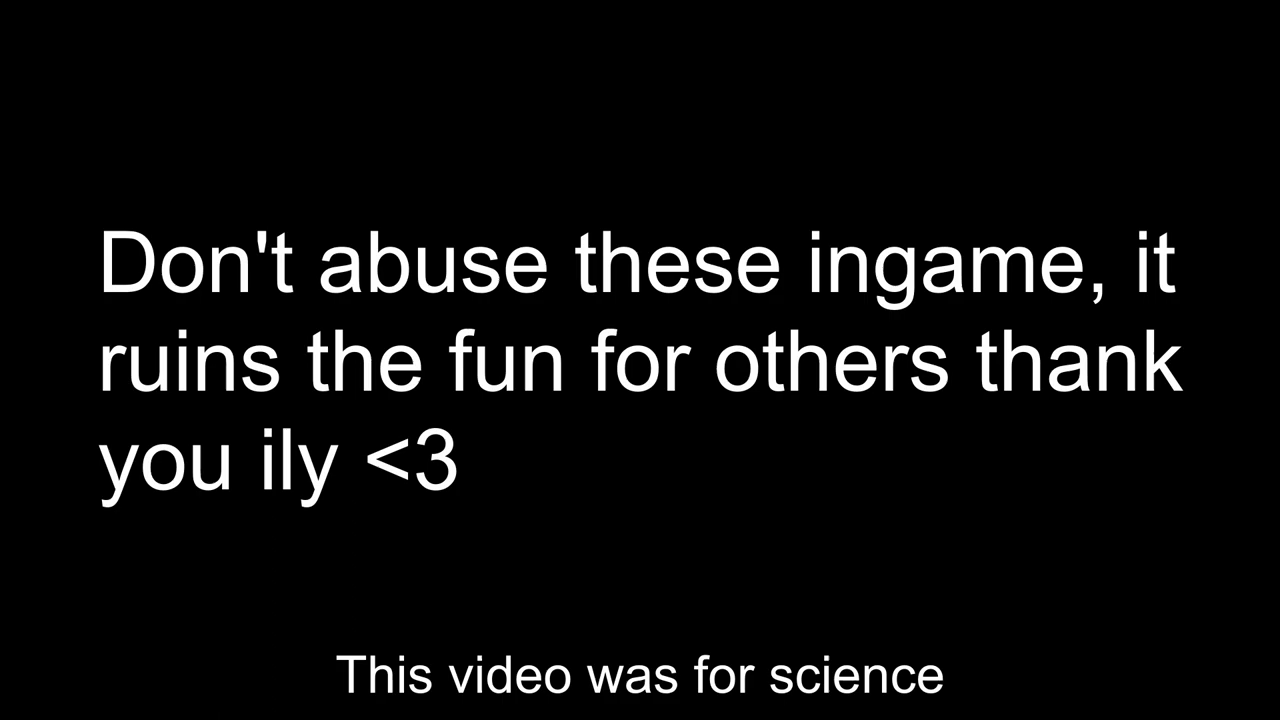 Don't abuse these ingame, it
ruins the fun for others thank
you ily <3
This video was for science